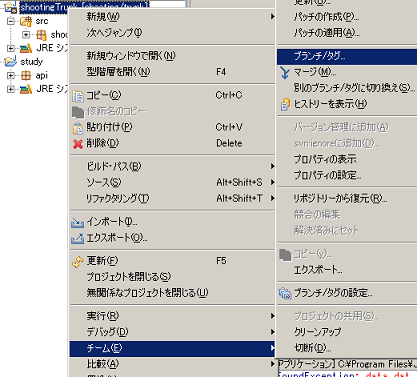 shootingTrunk [shooting/trunk]
src
shoo
JRE シ
study
api
JRE シス
新規(W)
次へジャンプ(I)
新規ウィンドウで開く(N)
型階層を開く(N) F4
コピー(C) Ctrl+C
修飾名のコピー
貼り付け(P) Ctrl+V
削除(D) Delete
ビルド・パス(B)
ソース(S) Alt+Shift+S
リファクタリング(T) Alt+Shift+T
インポート(I)...
エクスポート(O)...
更新(F) F5
プロジェクトを閉じる(S)
無関係なプロジェクトを閉じる(U)
実行(R)
デバッグ(D)
チーム(E)
比較(A)
パッチの作成(P)...
パッチの適用(A)...
ブランチ/タグ...
マージ(M)...
別のブランチ/タグに切り換え(S)...
ヒストリーを表示(H)
バージョン管理に追加(A)
svn:ignoreに追加(D)...
プロパティの表示
プロパティの設定...
リポジトリーから復元(R)...
競合の編集
解決済みにセット
コピー(y)...
エクスポート...
ブランチ/タグの設定...
プロジェクトの共用(S)...
クリーンアップ
切断(D)...
アプリケーション] C:¥Program Files¥
oundException: data.dat